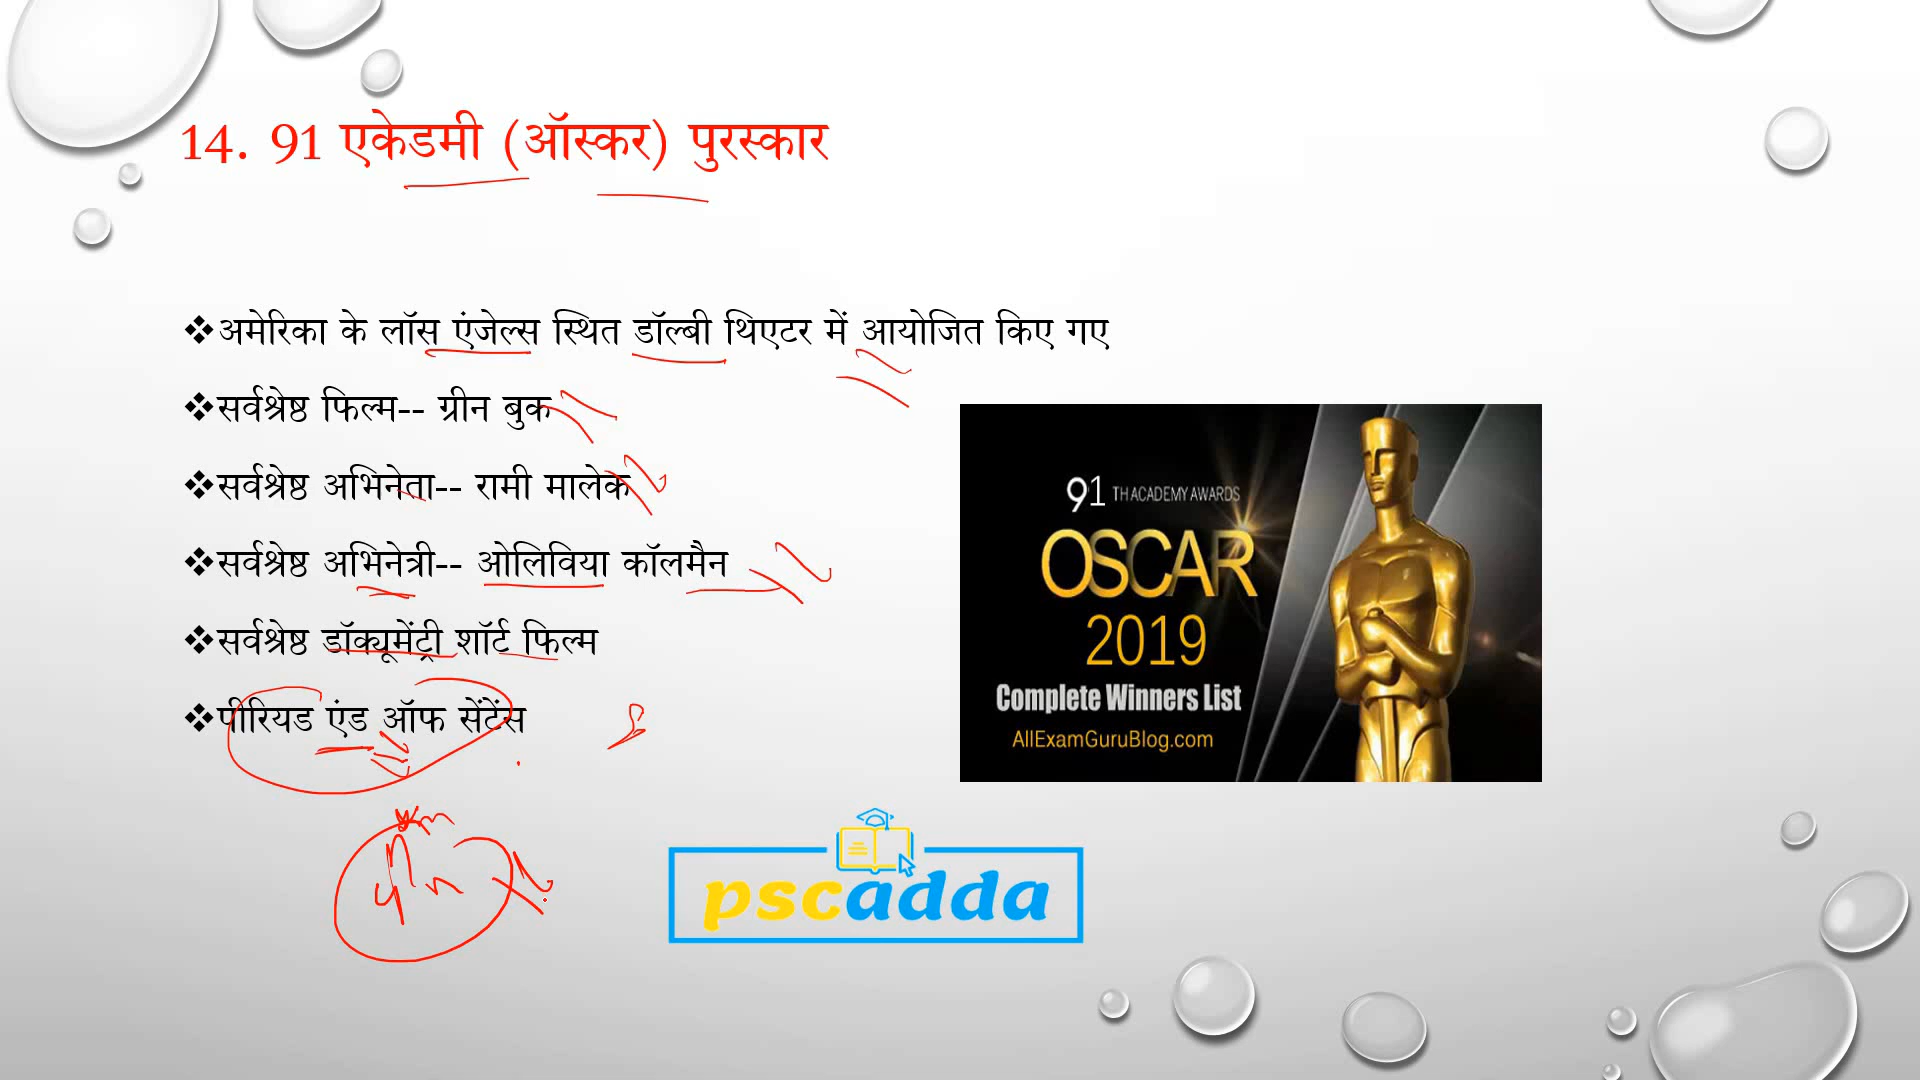 14. 91 एकेडमी (ऑस्कर) पुरस्कार
❖अमेरिका के लॉस एंजेल्स स्थित डॉल्बी थिएटर में आयोजित किए गए
❖सर्वश्रेष्ठ फिल्म-- ग्रीन बुक
❖सर्वश्रेष्ठ अभिनेता-- रामी मालेक
❖सर्वश्रेष्ठ अभिनेत्री-- ओलिविया कॉलमैन
❖सर्वश्रेष्ठ डॉक्यूमेंट्री शॉर्ट फिल्म
❖पीरियड एंड ऑफ सेंटेंस
91 TH ACADEMY AWARDS
OSCAR
2019
Complete Winners List
AllExamGuruBlog.com
pscadda